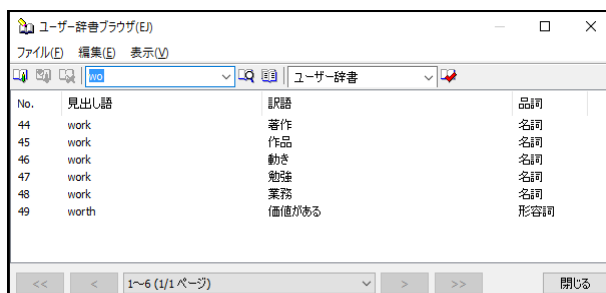 ユーザー辞書ブラウザ(EJ)
ファイル(F) 編集(E) 表示(V)
wo ユーザー辞書
No. 見出し語 訳語 品詞
44 work 著作 名詞
45 work 作品 名詞
46 work 動き 名詞
47 work 勉強 名詞
48 work 業務 名詞
49 worth 価値がある 形容詞
<< < 1～6 (1/1 ページ) > >> 閉じる